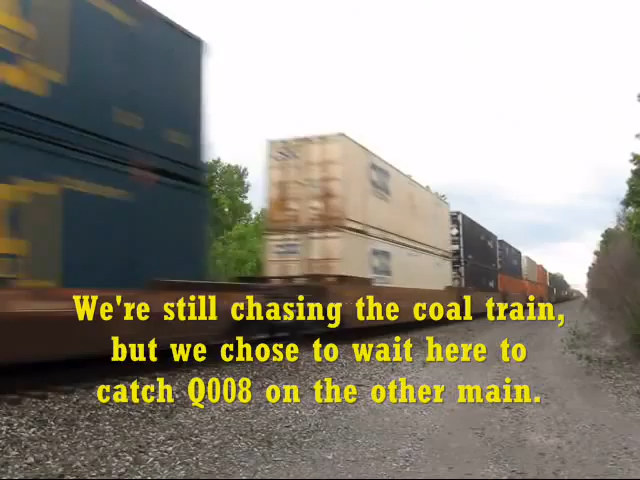 We're still chasing the coal train,
but we chose to wait here to
catch Q008 on the other main.